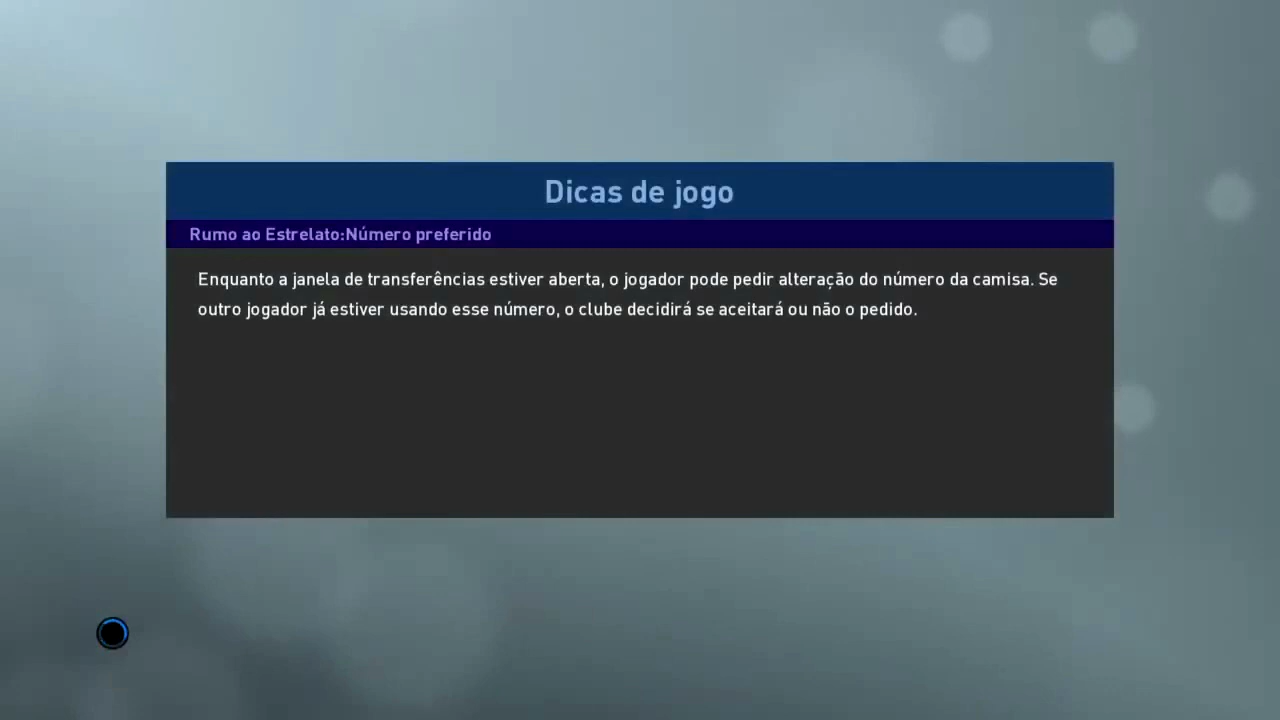 Dicas de jogo
Rumo ao Estrelato:Número preferido
Enquanto a janela de transferências estiver aberta, o jogador pode pedir alteração do número da camisa. Se
outro jogador já estiver usando esse número, o clube decidirá se aceitará ou não o pedido.